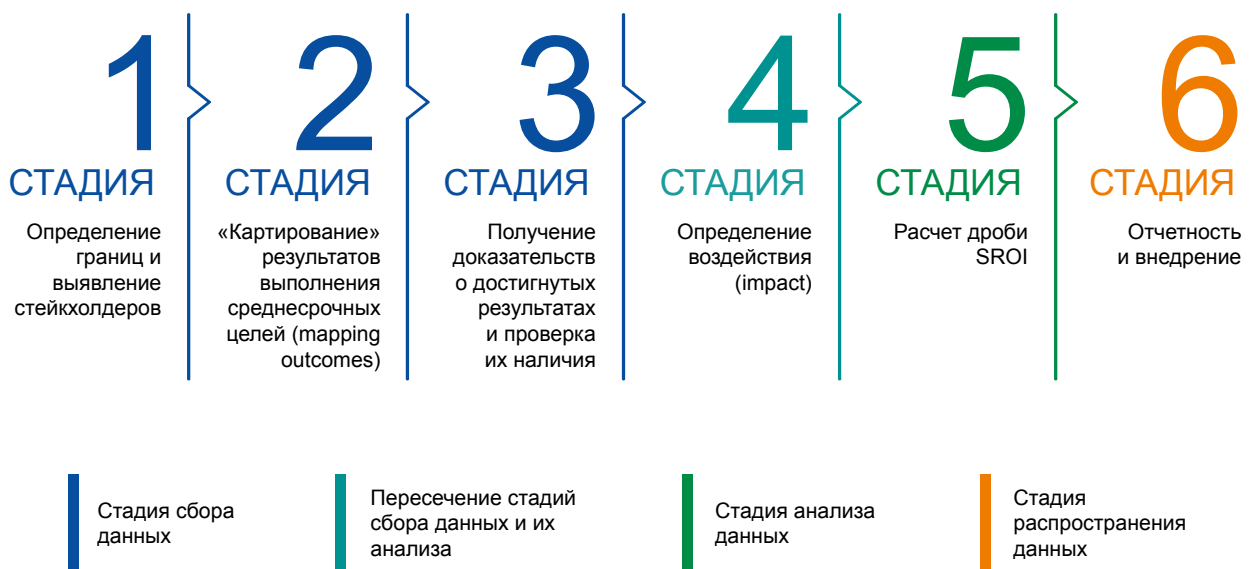 1
СТАДИЯ
Определение
границ и
выявление
стейкхолдеров
2
СТАДИЯ
«Картирование»
результатов
выполнения
среднесрочных
целей (mapping
outcomes)
3
СТАДИЯ
Получение
доказательств
о достигнутых
результатах
и проверка
их наличия
4
СТАДИЯ
Определение
воздействия
(impact)
5
СТАДИЯ
Расчет дроби
SROI
6
СТАДИЯ
Отчетность
и внедрение
Стадия сбора
данных
Пересечение стадий
сбора данных и их
анализа
Стадия анализа
данных
Стадия
распространения
данных